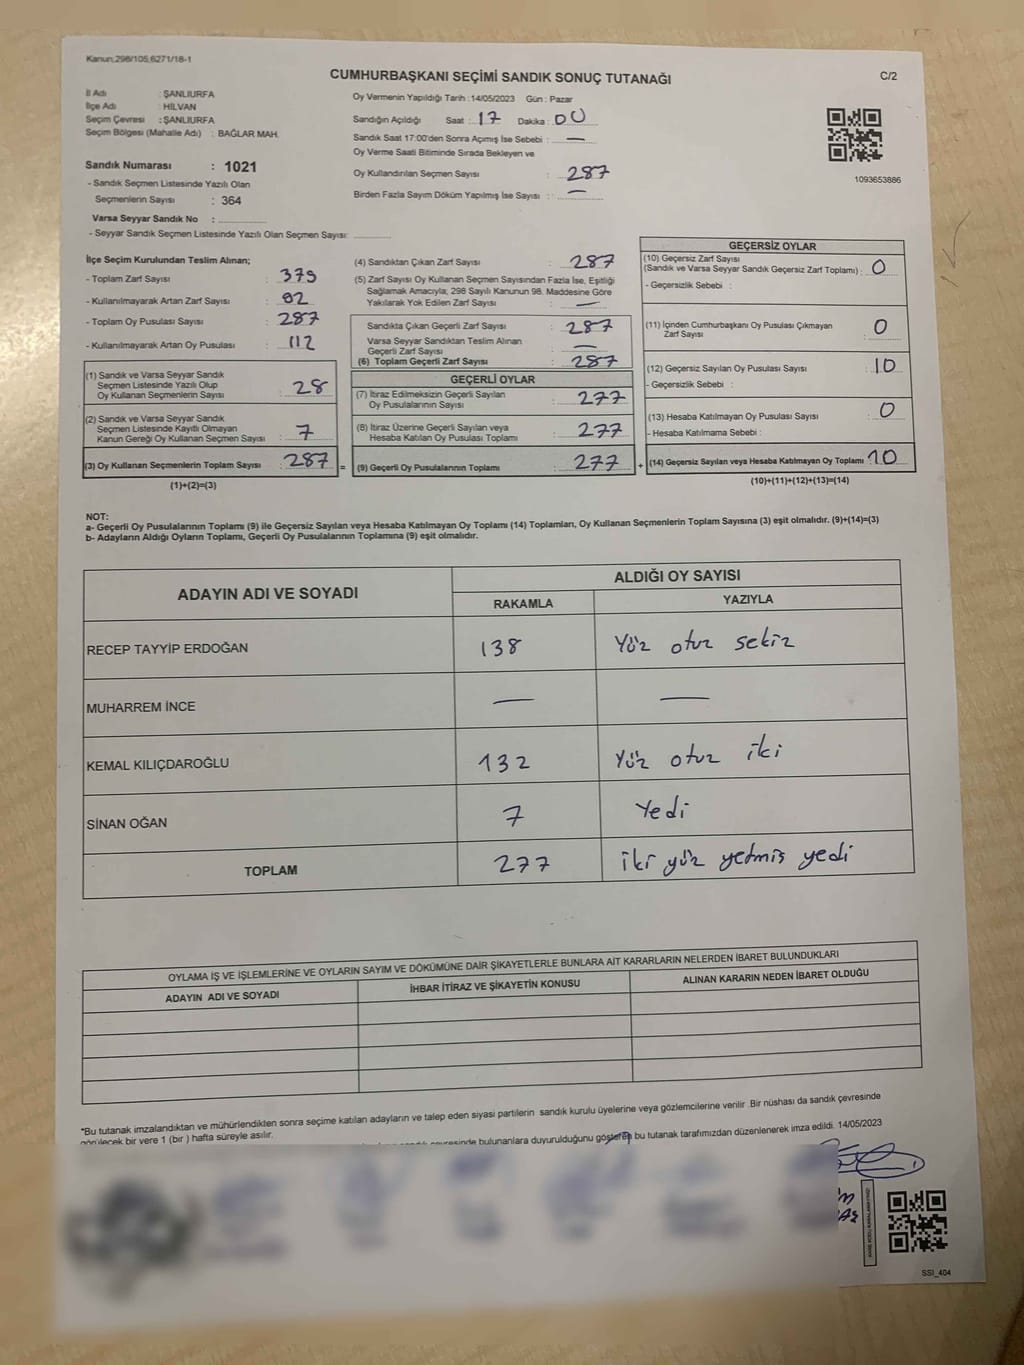 Kanun;298/105;6271/18-1
CUMHURBAŞKANI SEÇİMİ SANDIK SONUÇ TUTANAĞI
C/2
İl Adı : ŞANLIURFA
İlçe Adı : HİLVAN
Seçim Çevresi : ŞANLIURFA
Seçim Bölgesi (Mahalle Adı) : BAĞLAR MAH.
Sandık Numarası : 1021
- Sandık Seçmen Listesinde Yazılı Olan
Seçmenlerin Sayısı : 364
Varsa Seyyar Sandık No :
- Seyyar Sandık Seçmen Listesinde Yazılı Olan Seçmen Sayısı:
Oy Vermenin Yapıldığı Tarih :14/05/2023 Gün : Pazar
Sandığın Açıldığı Saat : 17 Dakika : 00
Sandık Saat 17:00'den Sonra Açımış İse Sebebi : —
Oy Verme Saati Bitiminde Sırada Bekleyen ve
Oy Kullandırılan Seçmen Sayısı : 287
Birden Fazla Sayım Döküm Yapılmış İse Sayısı : —
1093653886
İlçe Seçim Kurulundan Teslim Alınan;
- Toplam Zarf Sayısı : 379
- Kullanılmayarak Artan Zarf Sayısı : 92
- Toplam Oy Pusulası Sayısı : 287
- Kullanılmayarak Artan Oy Pusulası : 112
(1) Sandık ve Varsa Seyyar Sandık
Seçmen Listesinde Yazılı Olup
Oy Kullanan Seçmenlerin Sayısı : 28
(2) Sandık ve Varsa Seyyar Sandık
Seçmen Listesinde Kayıtlı Olmayan
Kanun Gereği Oy Kullanan Seçmen Sayısı : 7
(3) Oy Kullanan Seçmenlerin Toplam Sayısı : 287 =
(1)+(2)=(3)
(4) Sandıktan Çıkan Zarf Sayısı : 287
(5) Zarf Sayısı Oy Kullanan Seçmen Sayısından Fazla İse, Eşitliği
Sağlamak Amacıyla, 298 Sayılı Kanunun 98. Maddesine Göre
Yakılarak Yok Edilen Zarf Sayısı : —
Sandıkta Çıkan Geçerli Zarf Sayısı : 287
Varsa Seyyar Sandıktan Teslim Alınan
Geçerli Zarf Sayısı : —
(6) Toplam Geçerli Zarf Sayısı : 287
GEÇERLİ OYLAR
(7) İtiraz Edilmeksizin Geçerli Sayılan
Oy Pusulalarının Sayısı : 277
(8) İtiraz Üzerine Geçerli Sayılan veya
Hesaba Katılan Oy Pusulası Toplamı : 277
(9) Geçerli Oy Pusulalarının Toplamı : 277 +
GEÇERSİZ OYLAR
(10) Geçersiz Zarf Sayısı
(Sandık ve Varsa Seyyar Sandık Geçersiz Zarf Toplamı) : 0
- Geçersizlik Sebebi :
(11) İçinden Cumhurbaşkanı Oy Pusulası Çıkmayan
Zarf Sayısı : 0
(12) Geçersiz Sayılan Oy Pusulası Sayısı : 10
- Geçersizlik Sebebi :
(13) Hesaba Katılmayan Oy Pusulası Sayısı : 0
- Hesaba Katılmama Sebebi :
(14) Geçersiz Sayılan veya Hesaba Katılmayan Oy Toplamı 10
(10)+(11)+(12)+(13)=(14)
NOT:
a- Geçerli Oy Pusulalarının Toplamı (9) ile Geçersiz Sayılan veya Hesaba Katılmayan Oy Toplamı (14) Toplamları, Oy Kullanan Seçmenlerin Toplam Sayısına (3) eşit olmalıdır. (9)+(14)=(3)
b- Adayların Aldığı Oyların Toplamı, Geçerli Oy Pusulalarının Toplamına (9) eşit olmalıdır.
ADAYIN ADI VE SOYADI
ALDIĞI OY SAYISI
RAKAMLA YAZIYLA
RECEP TAYYİP ERDOĞAN 138 Yüz otuz sekiz
MUHARREM İNCE — —
KEMAL KILIÇDAROĞLU 132 Yüz otuz iki
SİNAN OĞAN 7 Yedi
TOPLAM 277 iki yüz yetmiş yedi
OYLAMA İŞ VE İŞLEMLERİNE VE OYLARIN SAYIM VE DÖKÜMÜNE DAİR ŞİKAYETLERLE BUNLARA AİT KARARLARIN NELERDEN İBARET BULUNDUKLARI
ADAYIN ADI VE SOYADI İHBAR İTİRAZ VE ŞİKAYETİN KONUSU ALINAN KARARIN NEDEN İBARET OLDUĞU
*Bu tutanak imzalandıktan ve mühürlendikten sonra seçime katılan adayların ve talep eden siyasi partilerin sandık kurulu üyelerine veya gözlemcilerine verilir .Bir nüshası da sandık çevresinde
görülecek bir yere 1 (bir ) hafta süreyle asılır.
bulunanlara duyurulduğunu gösteren bu tutanak tarafımızdan düzenlenerek imza edildi. 14/05/2023
SSI_404